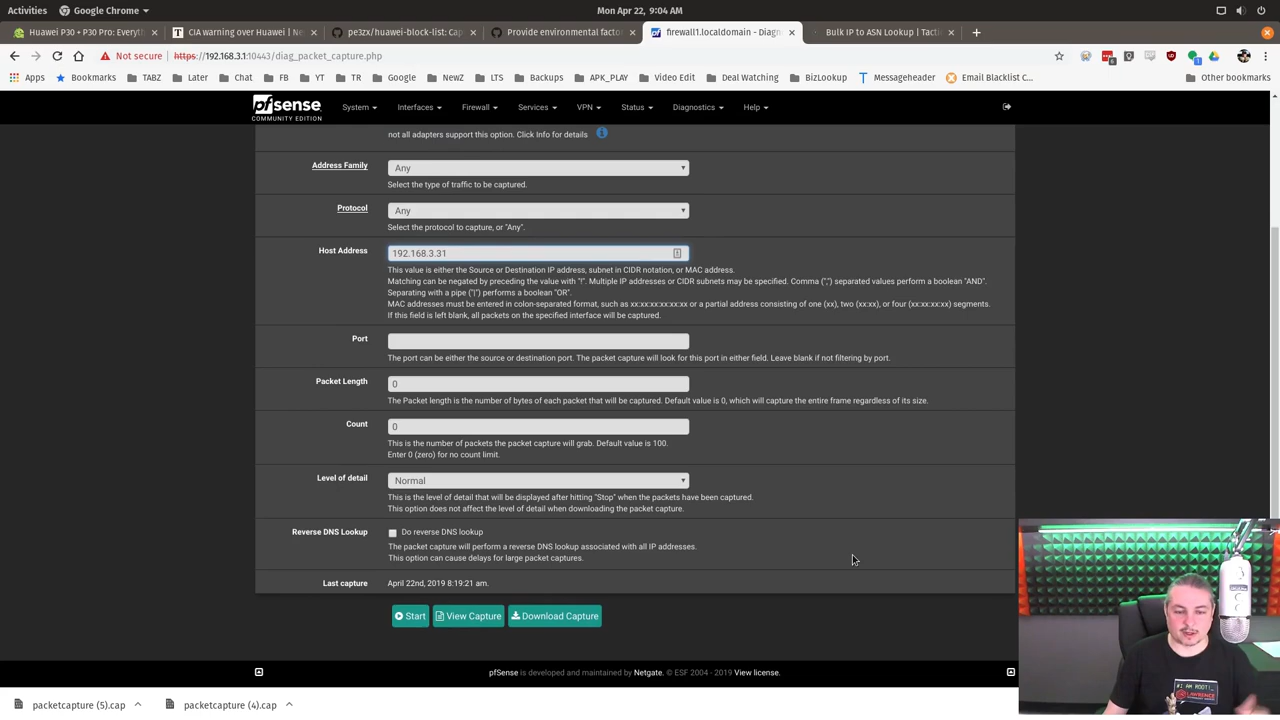 Activities
Google Chrome ▾
Mon Apr 22, 9:04 AM
Huawei P30 + P30 Pro: Everyth
CIA warning over Huawei | Ne
pe3zx/huawei-block-list: Cap
Provide environmental factor
firewall1.localdomain - Diagn
Bulk IP to ASN Lookup | Tacti
Not secure
https://192.168.3.1:10443/diag_packet_capture.php
Apps
Bookmarks
TABZ
Later
Chat
FB
YT
TR
Google
NewZ
LTS
Backups
APK_PLAY
Video Edit
Deal Watching
BizLookup
Messageheader
Email Blacklist C...
Other bookmarks
pfsense
COMMUNITY EDITION
System
Interfaces
Firewall
Services
VPN
Status
Diagnostics
Help
not all adapters support this option. Click Info for details
Address Family
Any
Select the type of traffic to be captured.
Protocol
Any
Select the protocol to capture, or "Any".
Host Address
192.168.3.31
This value is either the Source or Destination IP address, subnet in CIDR notation, or MAC address.
Matching can be negated by preceding the value with "!". Multiple IP addresses or CIDR subnets may be specified. Comma (",") separated values perform a boolean "AND".
Separating with a pipe ("|") performs a boolean "OR".
MAC addresses must be entered in colon-separated format, such as xx:xx:xx:xx:xx:xx or a partial address consisting of one (xx), two (xx:xx), or four (xx:xx:xx:xx) segments.
If this field is left blank, all packets on the specified interface will be captured.
Port
The port can be either the source or destination port. The packet capture will look for this port in either field. Leave blank if not filtering by port.
Packet Length
0
The Packet length is the number of bytes of each packet that will be captured. Default value is 0, which will capture the entire frame regardless of its size.
Count
0
This is the number of packets the packet capture will grab. Default value is 100.
Enter 0 (zero) for no count limit.
Level of detail
Normal
This is the level of detail that will be displayed after hitting "Stop" when the packets have been captured.
This option does not affect the level of detail when downloading the packet capture.
Reverse DNS Lookup
Do reverse DNS lookup
The packet capture will perform a reverse DNS lookup associated with all IP addresses.
This option can cause delays for large packet captures.
Last capture
April 22nd, 2019 8:19:21 am.
Start
View Capture
Download Capture
pfSense is developed and maintained by Netgate. © ESF 2004 - 2019 View license.
packetcapture (5).cap
packetcapture (4).cap
# I AM ROOT!
LAWRENCE